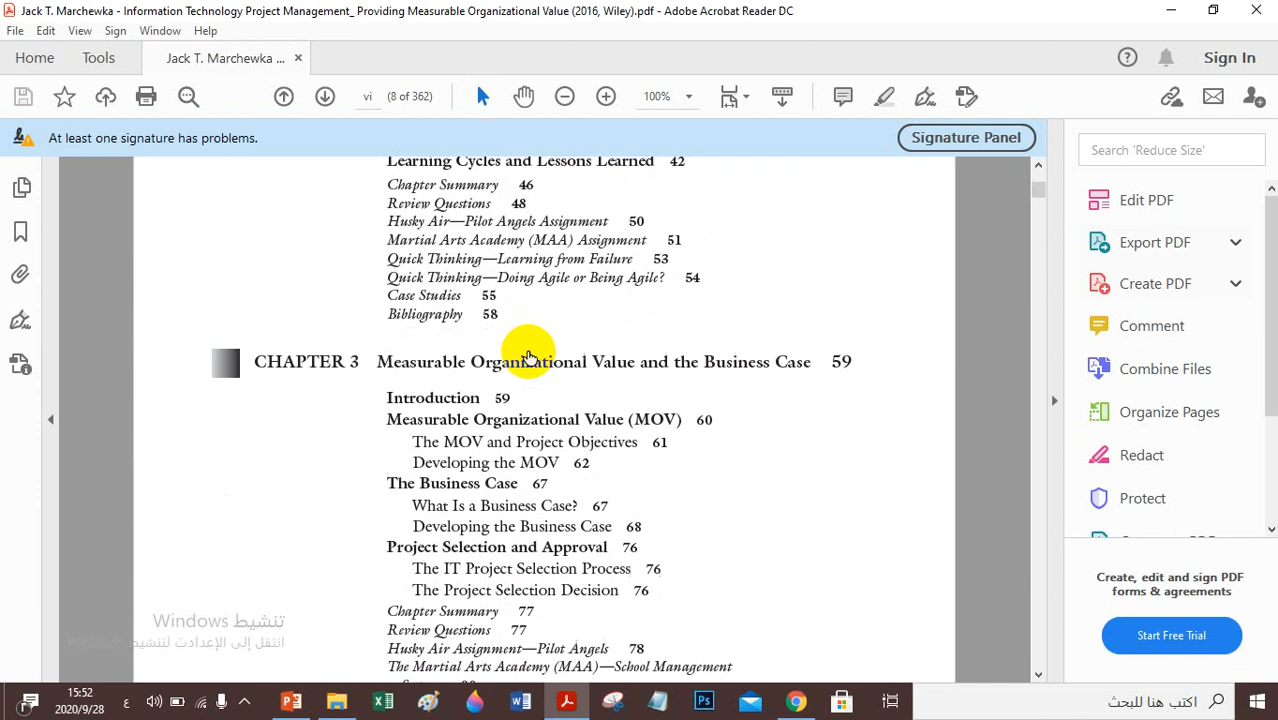 Jack T. Marchewka - Information Technology Project Management_ Providing Measurable Organizational Value (2016, Wiley).pdf - Adobe Acrobat Reader DC
File Edit View Sign Window Help
Home Tools Jack T. Marchewka ... × Sign In
vi (8 of 362) 100%
At least one signature has problems. Signature Panel
Search 'Reduce Size'
Learning Cycles and Lessons Learned 42
Chapter Summary 46
Review Questions 48
Husky Air—Pilot Angels Assignment 50
Martial Arts Academy (MAA) Assignment 51
Quick Thinking—Learning from Failure 53
Quick Thinking—Doing Agile or Being Agile? 54
Case Studies 55
Bibliography 58
CHAPTER 3 Measurable Organizational Value and the Business Case 59
Introduction 59
Measurable Organizational Value (MOV) 60
The MOV and Project Objectives 61
Developing the MOV 62
The Business Case 67
What Is a Business Case? 67
Developing the Business Case 68
Project Selection and Approval 76
The IT Project Selection Process 76
The Project Selection Decision 76
Chapter Summary 77
Review Questions 77
Husky Air Assignment—Pilot Angels 78
The Martial Arts Academy (MAA)—School Management
Edit PDF
Export PDF
Create PDF
Comment
Combine Files
Organize Pages
Redact
Protect
Create, edit and sign PDF
forms & agreements
Start Free Trial
تنشيط Windows
انتقل إلى الإعدادت لتنشيط Windows
15:52
2020/9/28
ع
اكتب هنا للبحث